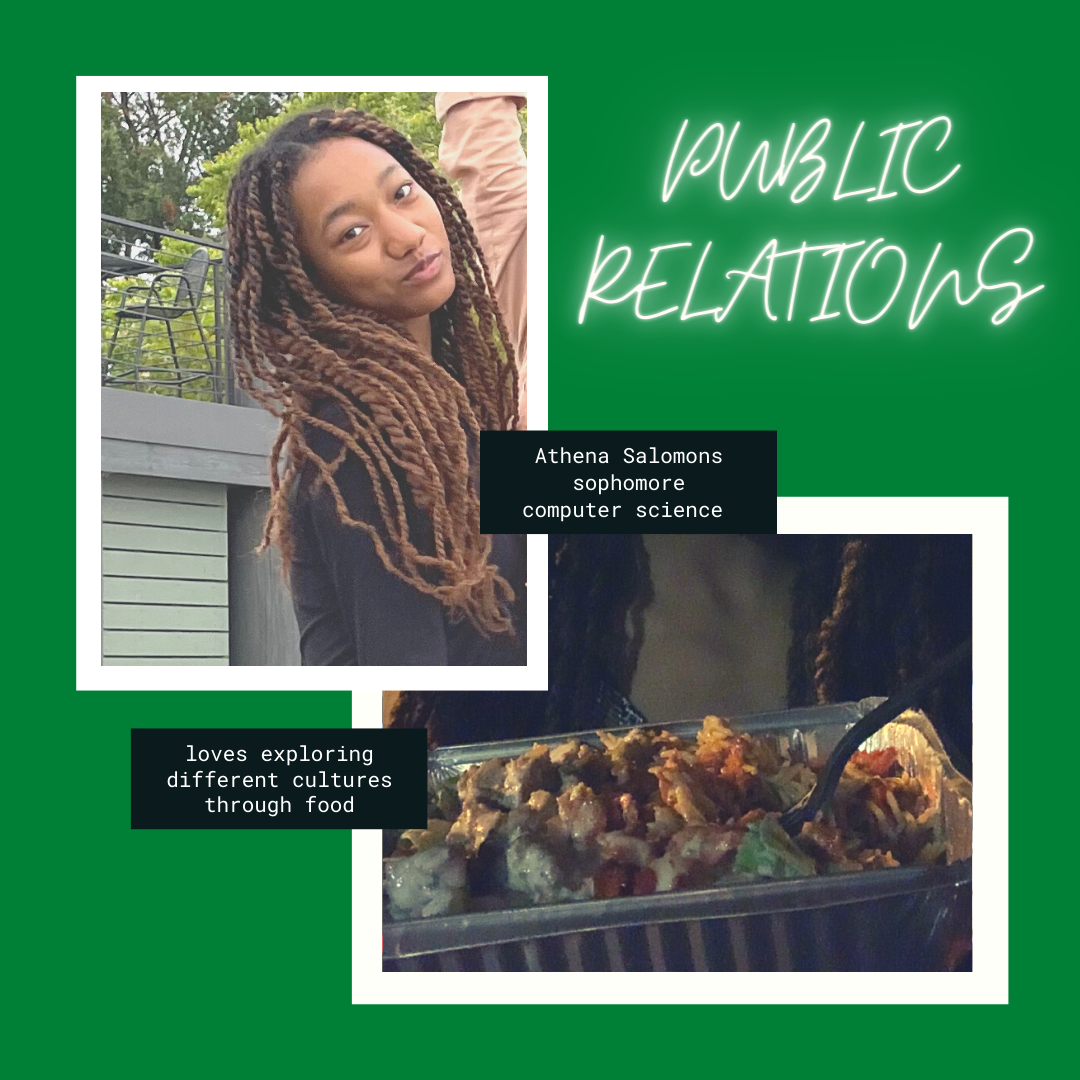 PUBLIC
RELATIONS
Athena Salomons
sophomore
computer science
loves exploring
different cultures
through food